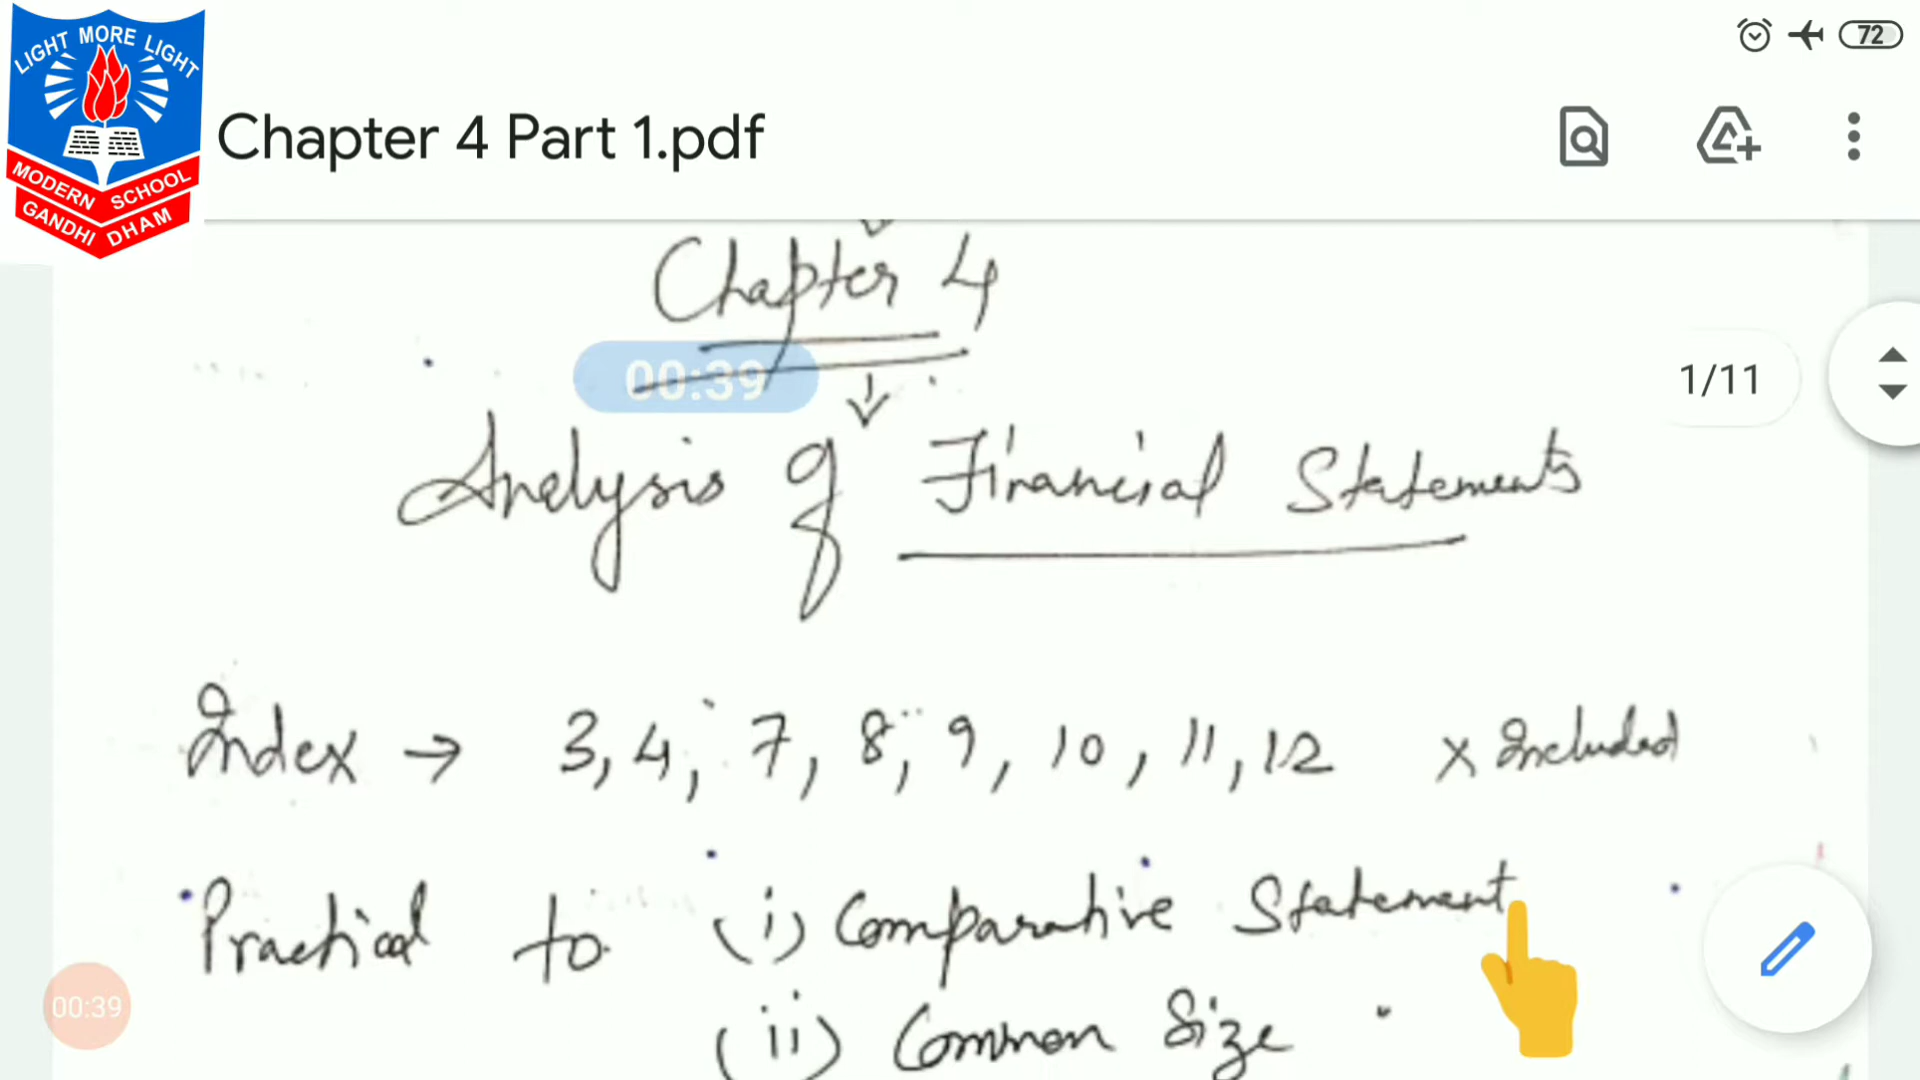 LIGHT MORE LIGHT
MODERN SCHOOL
GANDHI DHAM
72
Chapter 4 Part 1.pdf
Chapter 4
00:39
1/11
Analysis of Financial Statements
Index → 3, 4, 7, 8, 9, 10, 11, 12 x Included
Practical to (i) Comparative Statement
(ii) Common Size
00:39